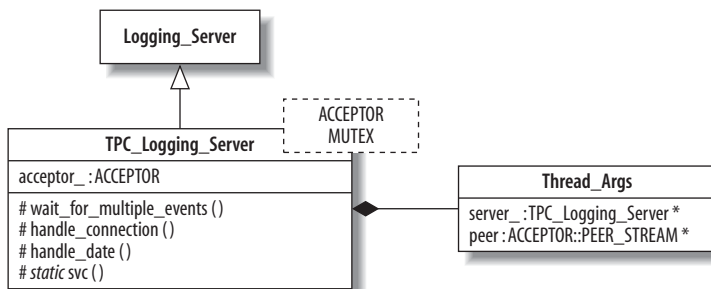 Logging_Server
ACCEPTOR
MUTEX
TPC_Logging_Server
acceptor_ : ACCEPTOR
# wait_for_multiple_events ( )
# handle_connection ( )
# handle_date ( )
# static svc ( )
Thread_Args
server_ :TPC_Logging_Server *
peer : ACCEPTOR::PEER_STREAM *